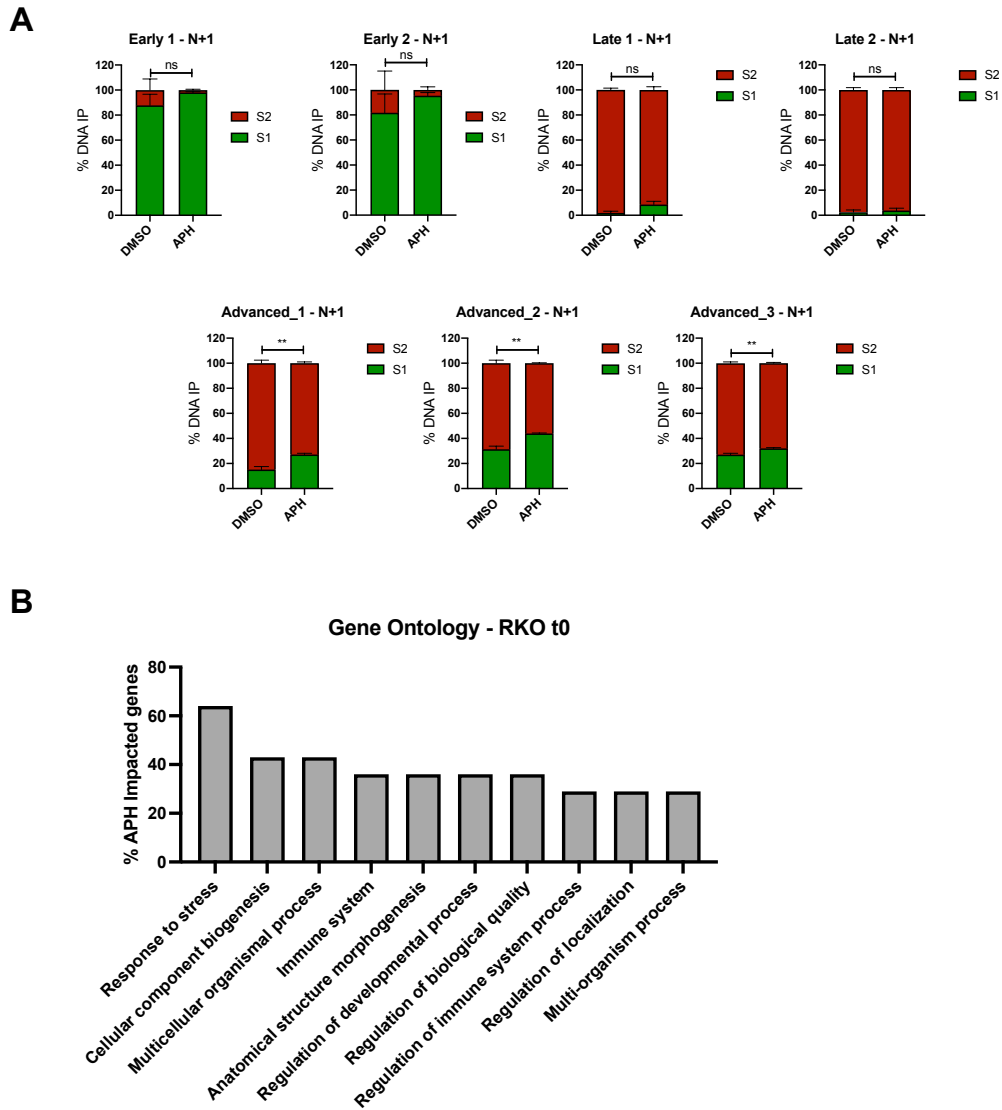 A
Early 1 - N+1
ns
120
100
80
60
40
20
0
% DNA IP
DMSO
APH
S2
S1
Early 2 - N+1
ns
120
100
80
60
40
20
0
% DNA IP
DMSO
APH
S2
S1
Late 1 - N+1
ns
120
100
80
60
40
20
0
% DNA IP
DMSO
APH
S2
S1
Late 2 - N+1
ns
120
100
80
60
40
20
0
% DNA IP
DMSO
APH
S2
S1
Advanced_1 - N+1
**
120
100
80
60
40
20
0
% DNA IP
DMSO
APH
S2
S1
Advanced_2 - N+1
**
120
100
80
60
40
20
0
% DNA IP
DMSO
APH
S2
S1
Advanced_3 - N+1
**
120
100
80
60
40
20
0
% DNA IP
DMSO
APH
S2
S1
B
Gene Ontology - RKO t0
% APH Impacted genes
80
60
40
20
0
Response to stress
Cellular component biogenesis
Multicellular organismal process
Immune system
Anatomical structure morphogenesis
Regulation of developmental process
Regulation of biological quality
Regulation of immune system process
Regulation of localization
Multi-organism process